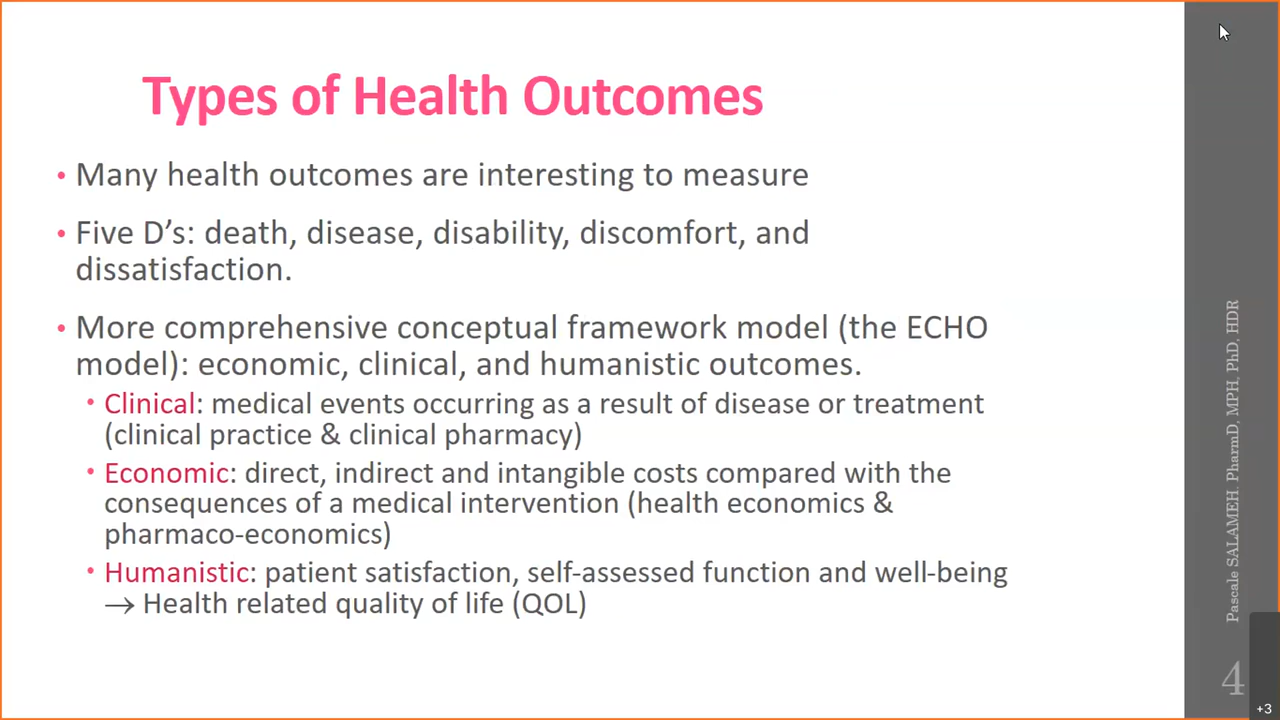 Types of Health Outcomes
• Many health outcomes are interesting to measure
• Five D's: death, disease, disability, discomfort, and
dissatisfaction.
• More comprehensive conceptual framework model (the ECHO
model): economic, clinical, and humanistic outcomes.
• Clinical: medical events occurring as a result of disease or treatment
(clinical practice & clinical pharmacy)
• Economic: direct, indirect and intangible costs compared with the
consequences of a medical intervention (health economics &
pharmaco-economics)
• Humanistic: patient satisfaction, self-assessed function and well-being
→ Health related quality of life (QOL)
Pascale SALAMEH. PharmD, MPH, PhD, HDR
4
+3